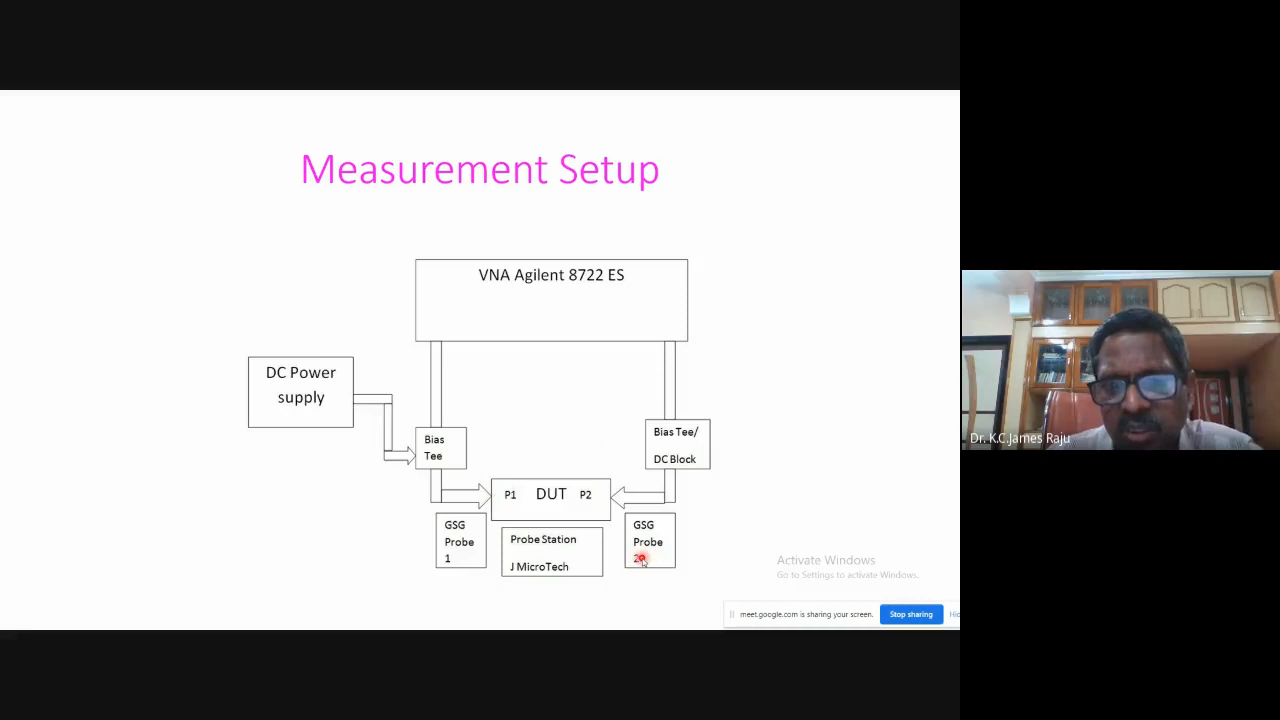 Measurement Setup
VNA Agilent 8722 ES
DC Power
supply
Bias
Tee
Bias Tee/
DC Block
P1 DUT P2
GSG
Probe
1
Probe Station
J MicroTech
GSG
Probe
2
Activate Windows
Go to Settings to activate Windows.
meet.google.com is sharing your screen.
Stop sharing
Dr. K.C.James Raju